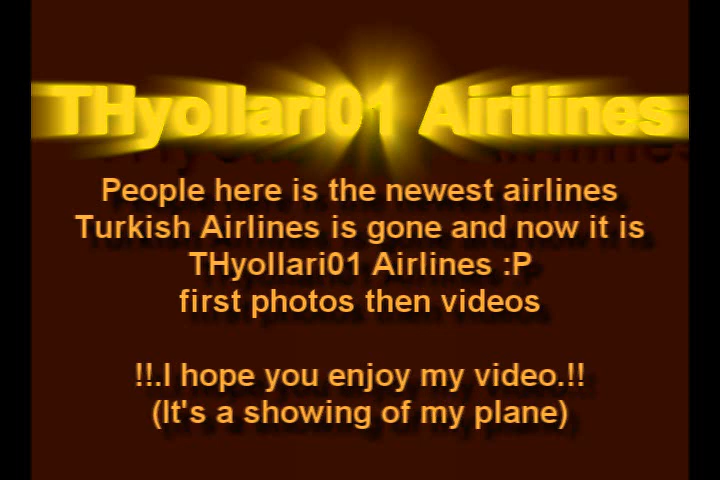 THyollari01 Airilines
People here is the newest airlines
Turkish Airlines is gone and now it is
THyollari01 Airlines :P
first photos then videos
!!.I hope you enjoy my video.!!
(It's a showing of my plane)